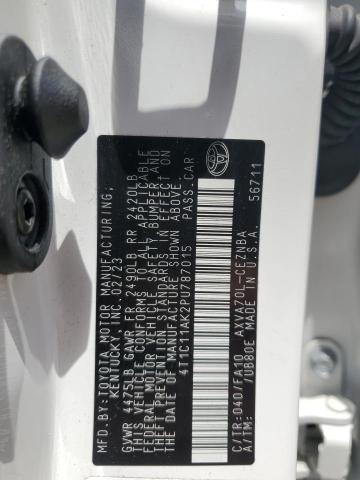 MFD.BY:TOYOTA MOTOR MANUFACTURING,
KENTUCKY, INC. 02/23
GVWR 4475LB GAWR FR 2490LB RR 2420LB
THIS VEHICLE CONFORMS TO ALL APPLICABLE
FEDERAL MOTOR VEHICLE SAFETY, BUMPER, AND
THEFT PREVENTION STANDARDS IN EFFECT ON
THE DATE OF MANUFACTURE SHOWN ABOVE.
4T1C11AK2PU787015 PASS.CAR
C/TR:040/FA10 AXVA70L-CEZNBA
A/TM: /UB80E MADE IN U.S.A.
56711